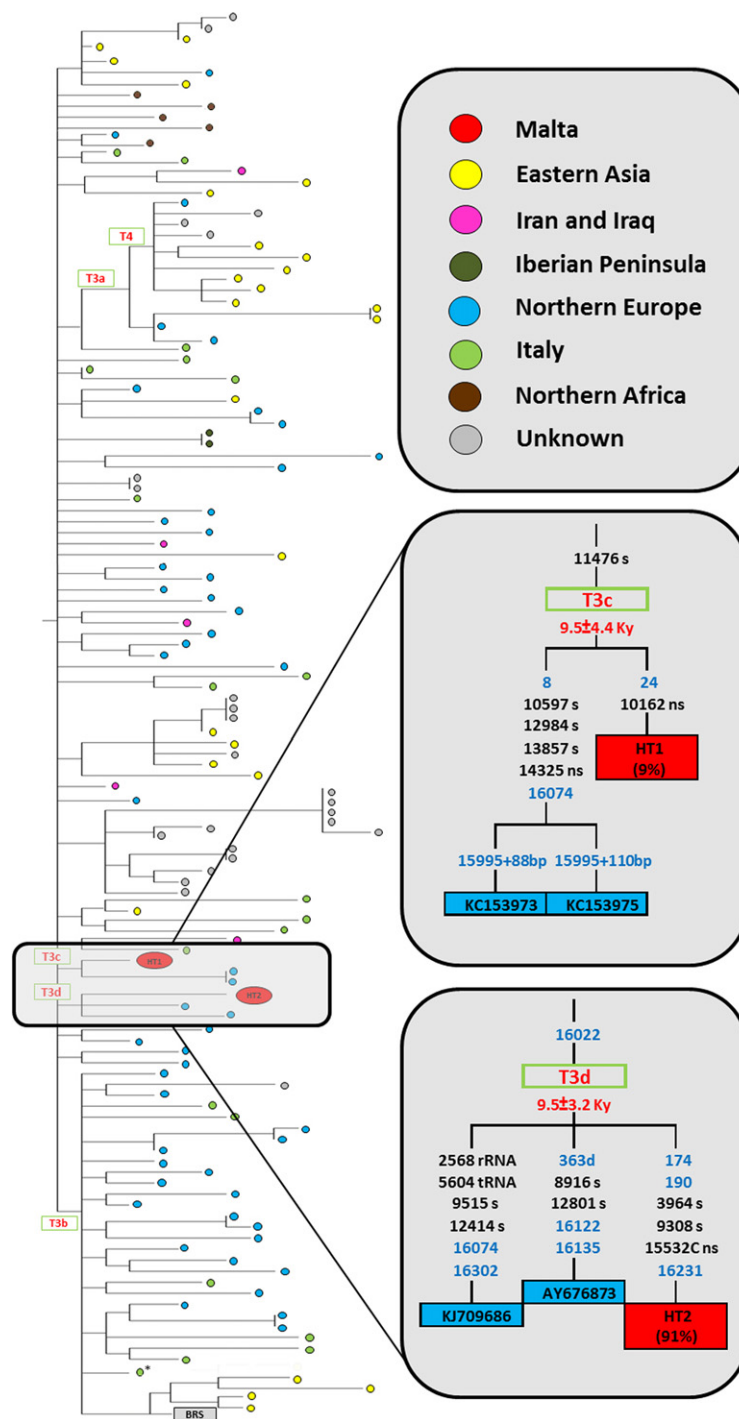 T4
T3a
T3c
HT1
T3d
HT2
T3b
*
BRS
Malta
Eastern Asia
Iran and Iraq
Iberian Peninsula
Northern Europe
Italy
Northern Africa
Unknown
11476 s
T3c
9.5±4.4 Ky
8 24
10597 s 10162 ns
12984 s
13857 s HT1
14325 ns (9%)
16074
15995+88bp 15995+110bp
KC153973 KC153975
16022
T3d
9.5±3.2 Ky
2568 rRNA 363d 174
5604 tRNA 8916 s 190
9515 s 12801 s 3964 s
12414 s 16122 9308 s
16074 16135 15532C ns
16302 16231
AY676873
KJ709686 HT2
(91%)